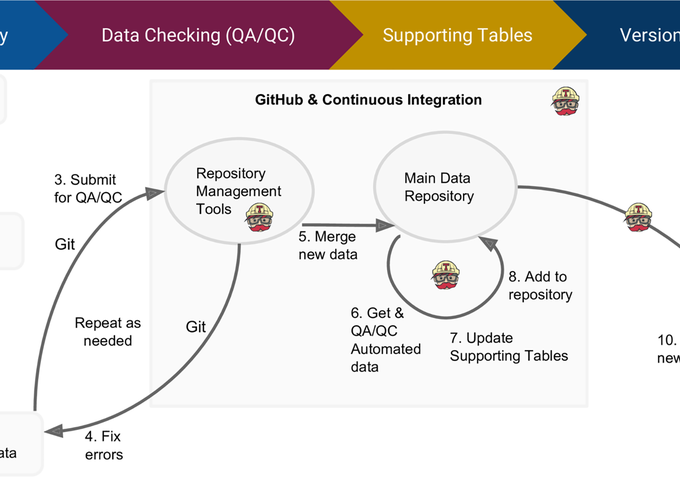 y
Data Checking (QA/QC)
Supporting Tables
Version
GitHub & Continuous Integration
3. Submit
for QA/QC
Repository
Management
Tools
Main Data
Repository
Git
5. Merge
new data
8. Add to
repository
Repeat as
needed
Git
6. Get &
QA/QC
Automated
data
7. Update
Supporting Tables
10.
new
4. Fix
errors
ata